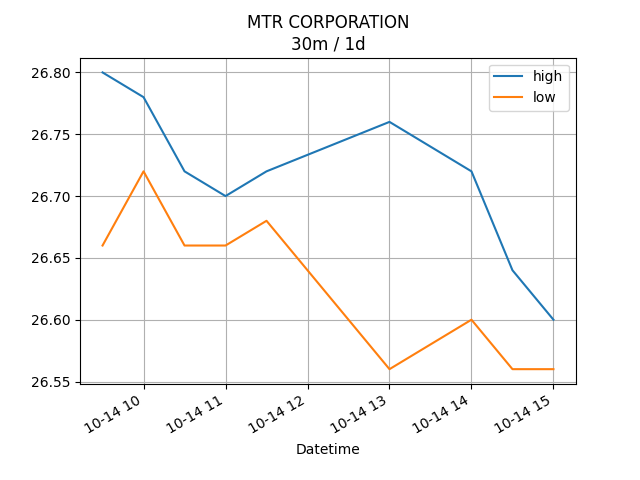 MTR CORPORATION
30m / 1d
high
low
26.80
26.75
26.70
26.65
26.60
26.55
10-14 10
10-14 11
10-14 12
10-14 13
10-14 14
10-14 15
Datetime